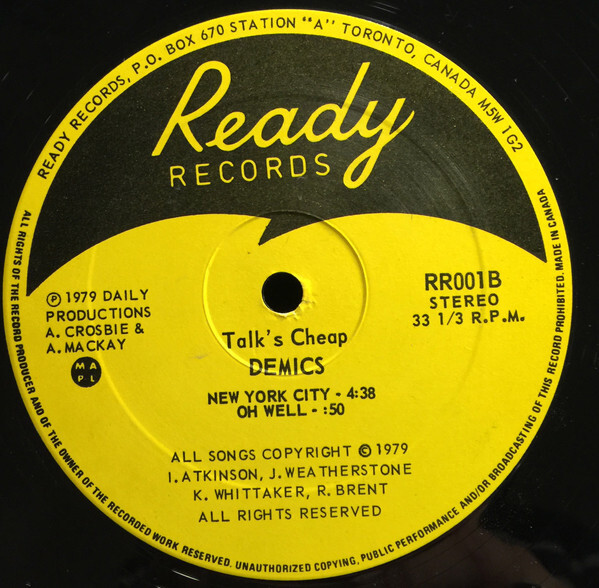 READY RECORDS, P.O. BOX 670 STATION "A" TORONTO, CANADA M5W 1G2
Ready
RECORDS
Ⓟ 1979 DAILY
PRODUCTIONS
A. CROSBIE &
A. MACKAY
M A
P L
RR001B
STEREO
33 1/3 R.P.M.
Talk's Cheap
DEMICS
NEW YORK CITY - 4:38
OH WELL - :50
ALL SONGS COPYRIGHT © 1979
I. ATKINSON, J. WEATHERSTONE
K. WHITTAKER, R. BRENT
ALL RIGHTS RESERVED
ALL RIGHTS OF THE RECORD PRODUCER AND OF THE OWNER OF THE RECORDED WORK RESERVED. UNAUTHORIZED COPYING, PUBLIC PERFORMANCE AND/OR BROADCASTING OF THIS RECORD PROHIBITED. MADE IN CANADA